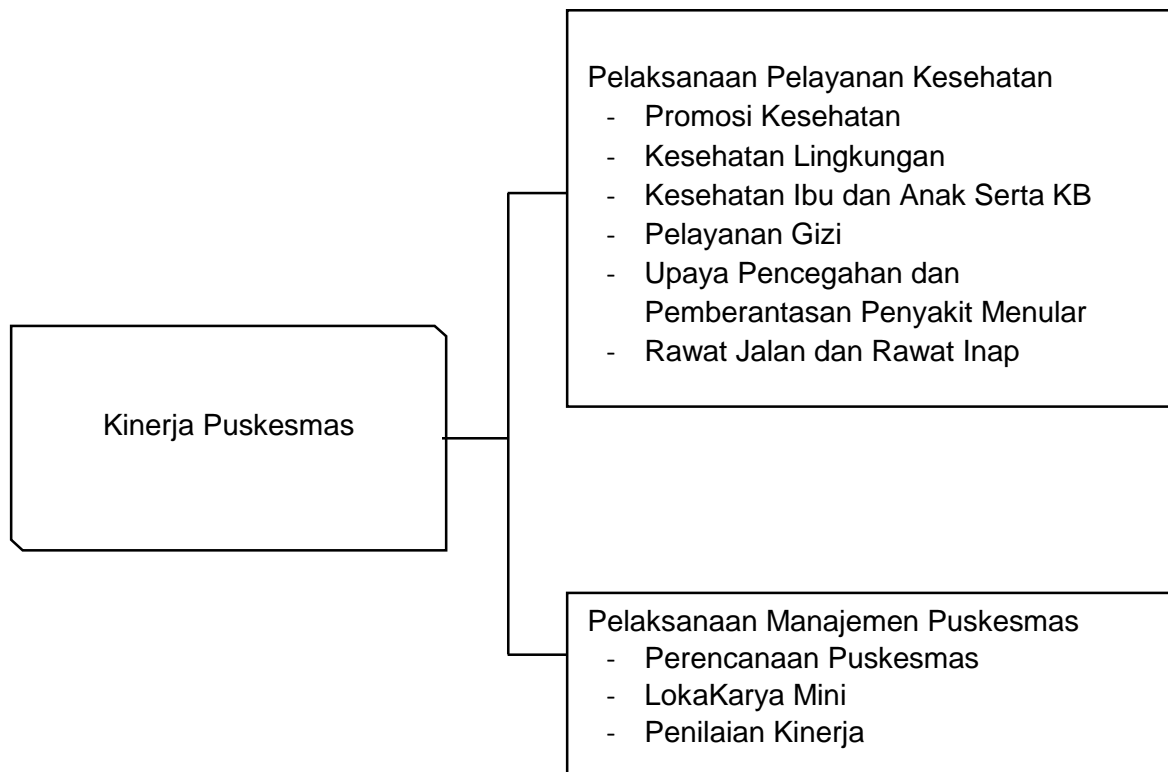 Pelaksanaan Pelayanan Kesehatan
- Promosi Kesehatan
- Kesehatan Lingkungan
- Kesehatan Ibu dan Anak Serta KB
- Pelayanan Gizi
- Upaya Pencegahan dan
Pemberantasan Penyakit Menular
- Rawat Jalan dan Rawat Inap
Kinerja Puskesmas
Pelaksanaan Manajemen Puskesmas
- Perencanaan Puskesmas
- LokaKarya Mini
- Penilaian Kinerja